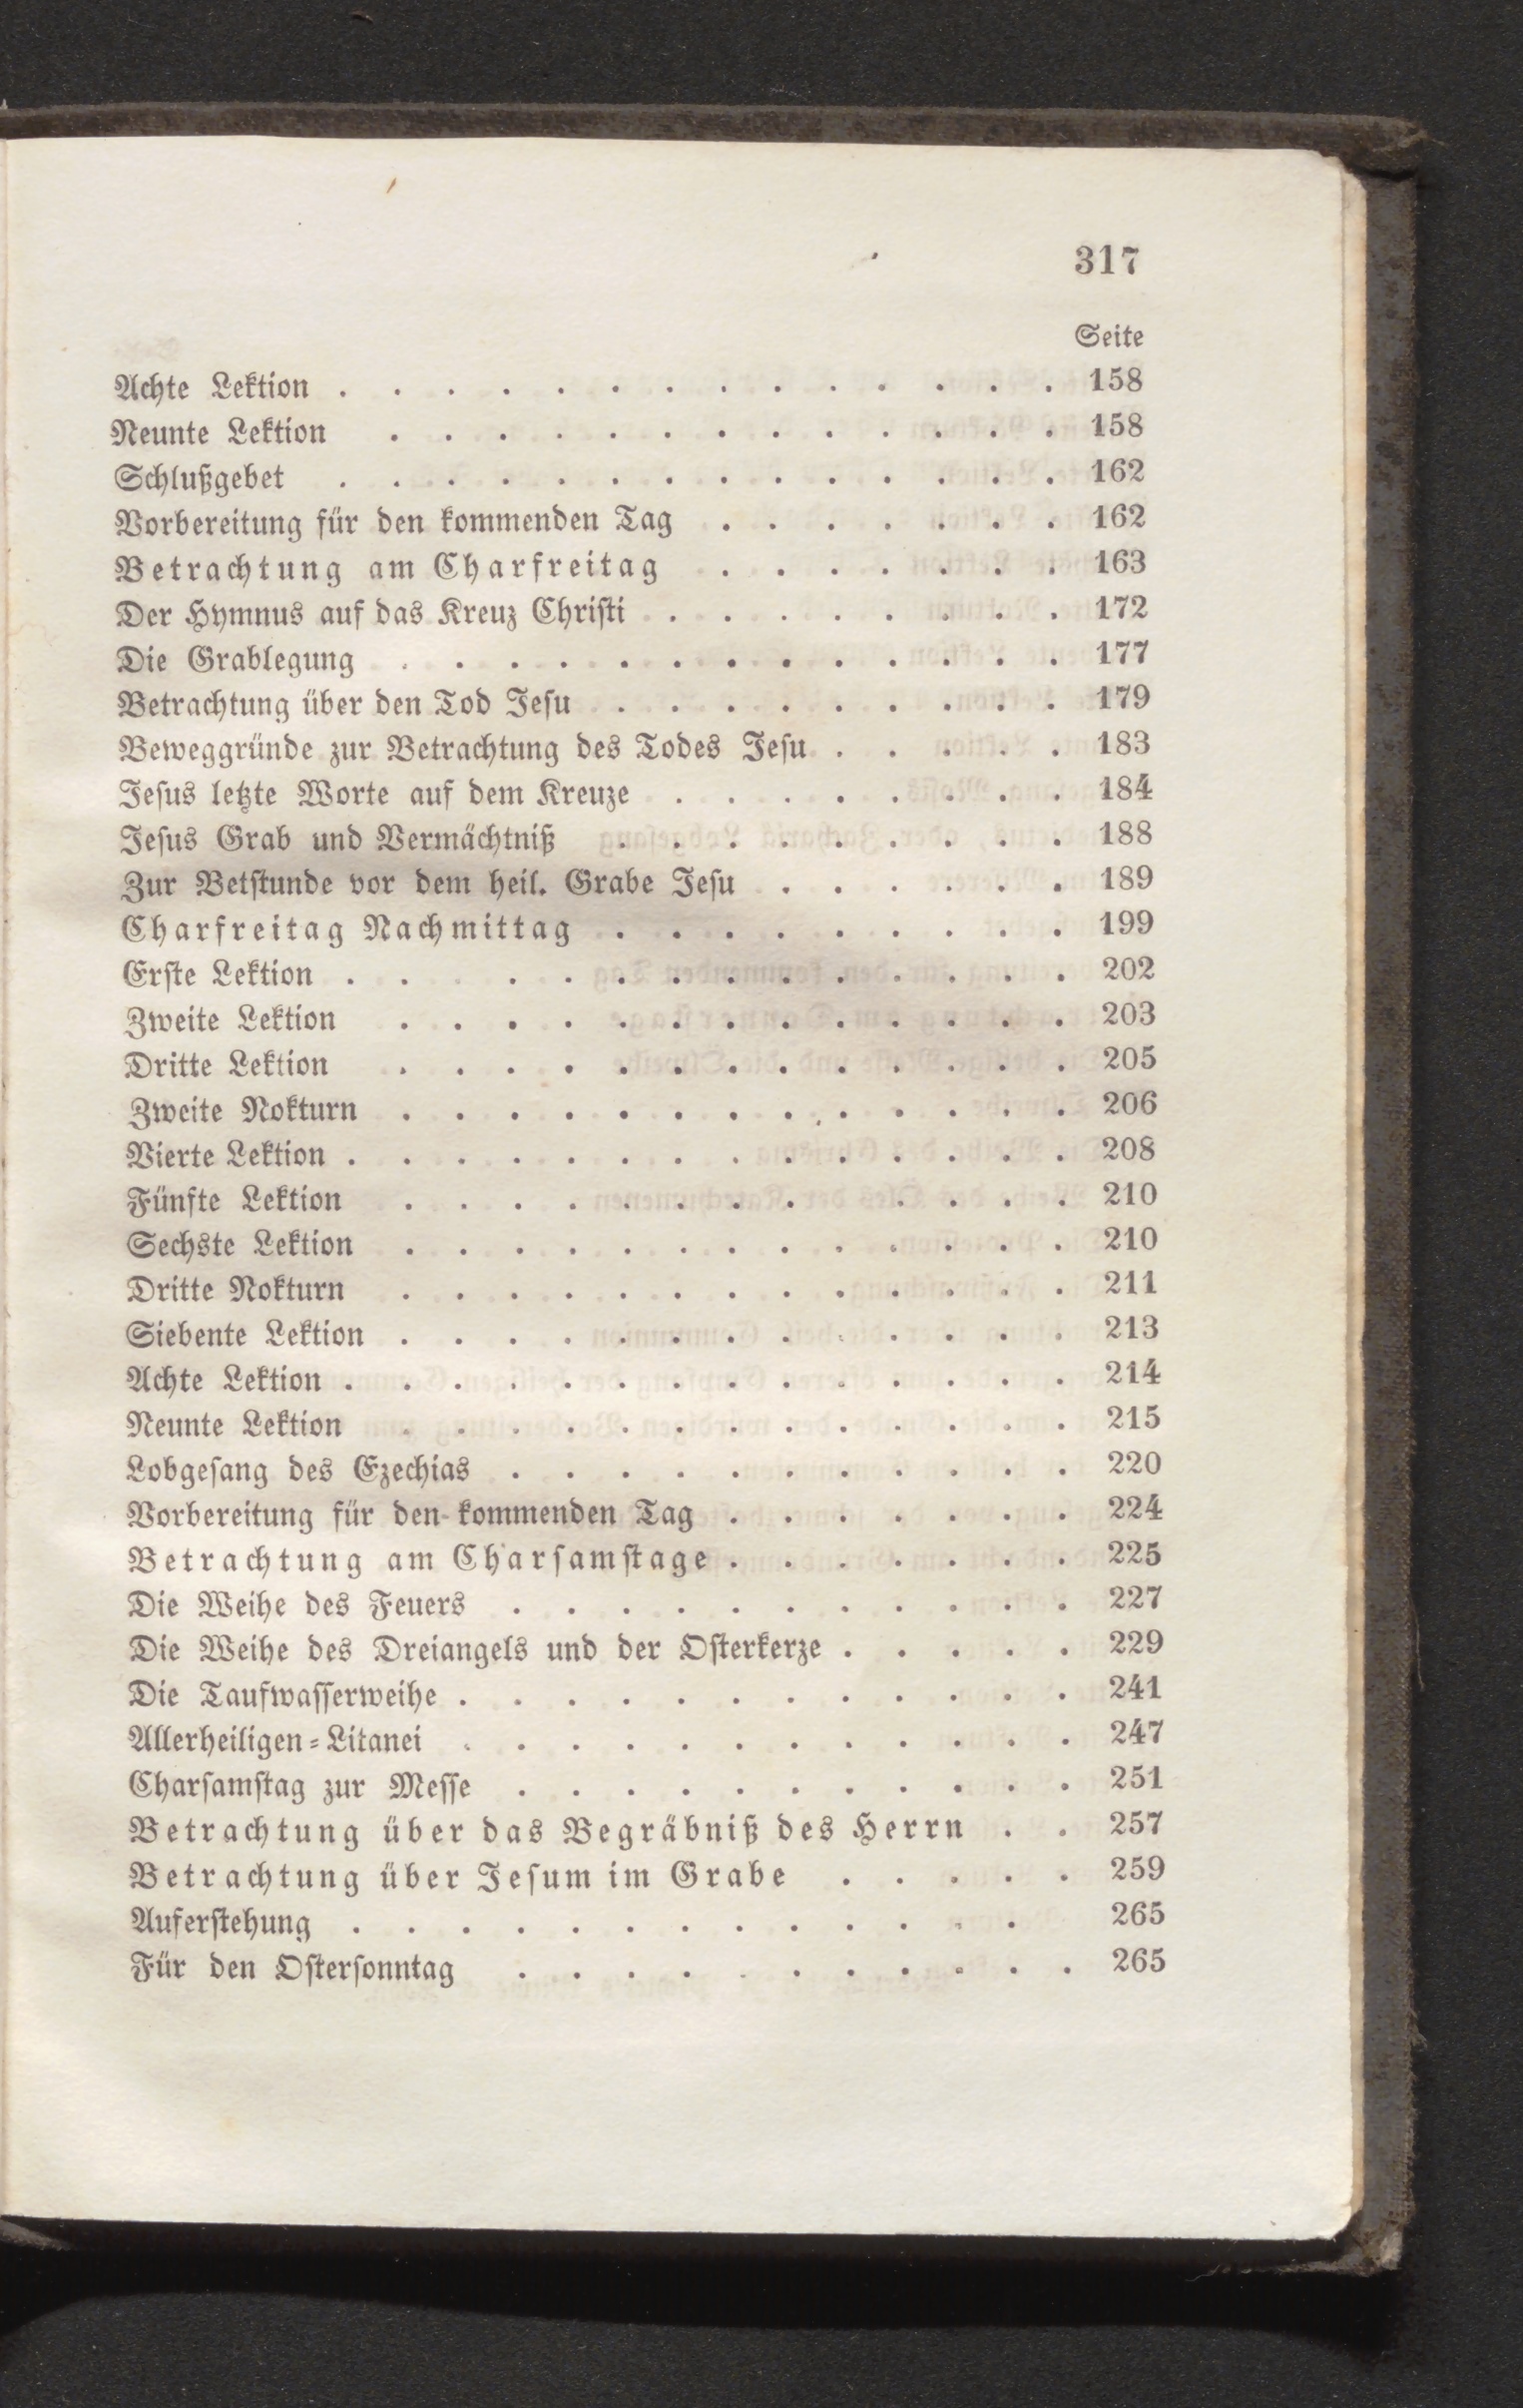 317
Seite
Achte Lektion . . . . . . . . . . . . . . 158
Neunte Lektion . . . . . . . . . . . . . 158
Schlußgebet . . . . . . . . . . . . . . 162
Vorbereitung für den kommenden Tag . . . . . . . 162
Betrachtung am Charfreitag . . . . . . . 163
Der Hymnus auf das Kreuz Chriſti . . . . . . . . 172
Die Grablegung . . . . . . . . . . . . . 177
Betrachtung über den Tod Jeſu . . . . . . . . . 179
Beweggründe zur Betrachtung des Todes Jeſu . . . . . 183
Jeſus letzte Worte auf dem Kreuze . . . . . . . . 184
Jeſus Grab und Vermächtniß . . . . . . . . . 188
Zur Betſtunde vor dem heil. Grabe Jeſu . . . . . . 189
Charfreitag Nachmittag . . . . . . . . . 199
Erſte Lektion . . . . . . . . . . . . . . 202
Zweite Lektion . . . . . . . . . . . . . 203
Dritte Lektion . . . . . . . . . . . . . 205
Zweite Nokturn . . . . . . . . . . . . . 206
Vierte Lektion . . . . . . . . . . . . . . 208
Fünfte Lektion . . . . . . . . . . . . . 210
Sechste Lektion . . . . . . . . . . . . . 210
Dritte Nokturn . . . . . . . . . . . . . 211
Siebente Lektion . . . . . . . . . . . . . 213
Achte Lektion . . . . . . . . . . . . . . 214
Neunte Lektion . . . . . . . . . . . . . 215
Lobgeſang des Ezechias . . . . . . . . . . . 220
Vorbereitung für den kommenden Tag . . . . . . . 224
Betrachtung am Charſamſtage . . . . . . . 225
Die Weihe des Feuers . . . . . . . . . . . 227
Die Weihe des Dreiangels und der Oſterkerze . . . . . 229
Die Taufwaſſerweihe . . . . . . . . . . . . 241
Allerheiligen-Litanei . . . . . . . . . . . . 247
Charſamſtag zur Meſſe . . . . . . . . . . . 251
Betrachtung über das Begräbniß des Herrn . . 257
Betrachtung über Jeſum im Grabe . . . . . 259
Auferſtehung . . . . . . . . . . . . . 265
Für den Oſterſonntag . . . . . . . . . . . 265